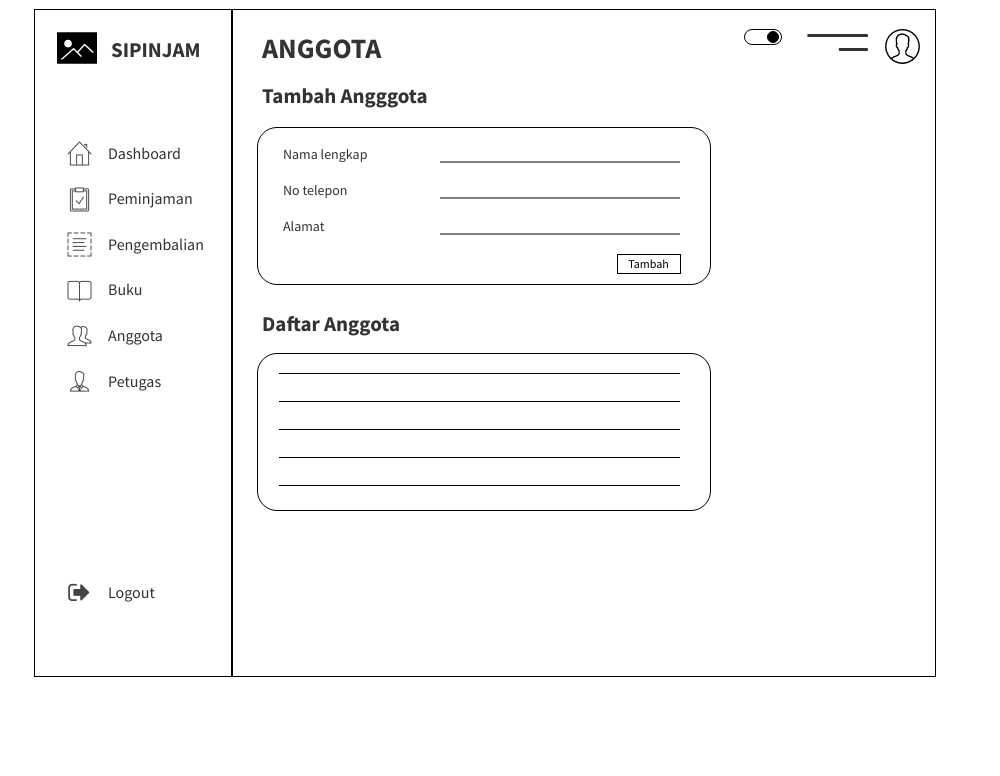 SIPINJAM
Dashboard
Peminjaman
Pengembalian
Buku
Anggota
Petugas
Logout
ANGGOTA
Tambah Angggota
Nama lengkap
No telepon
Alamat
Tambah
Daftar Anggota